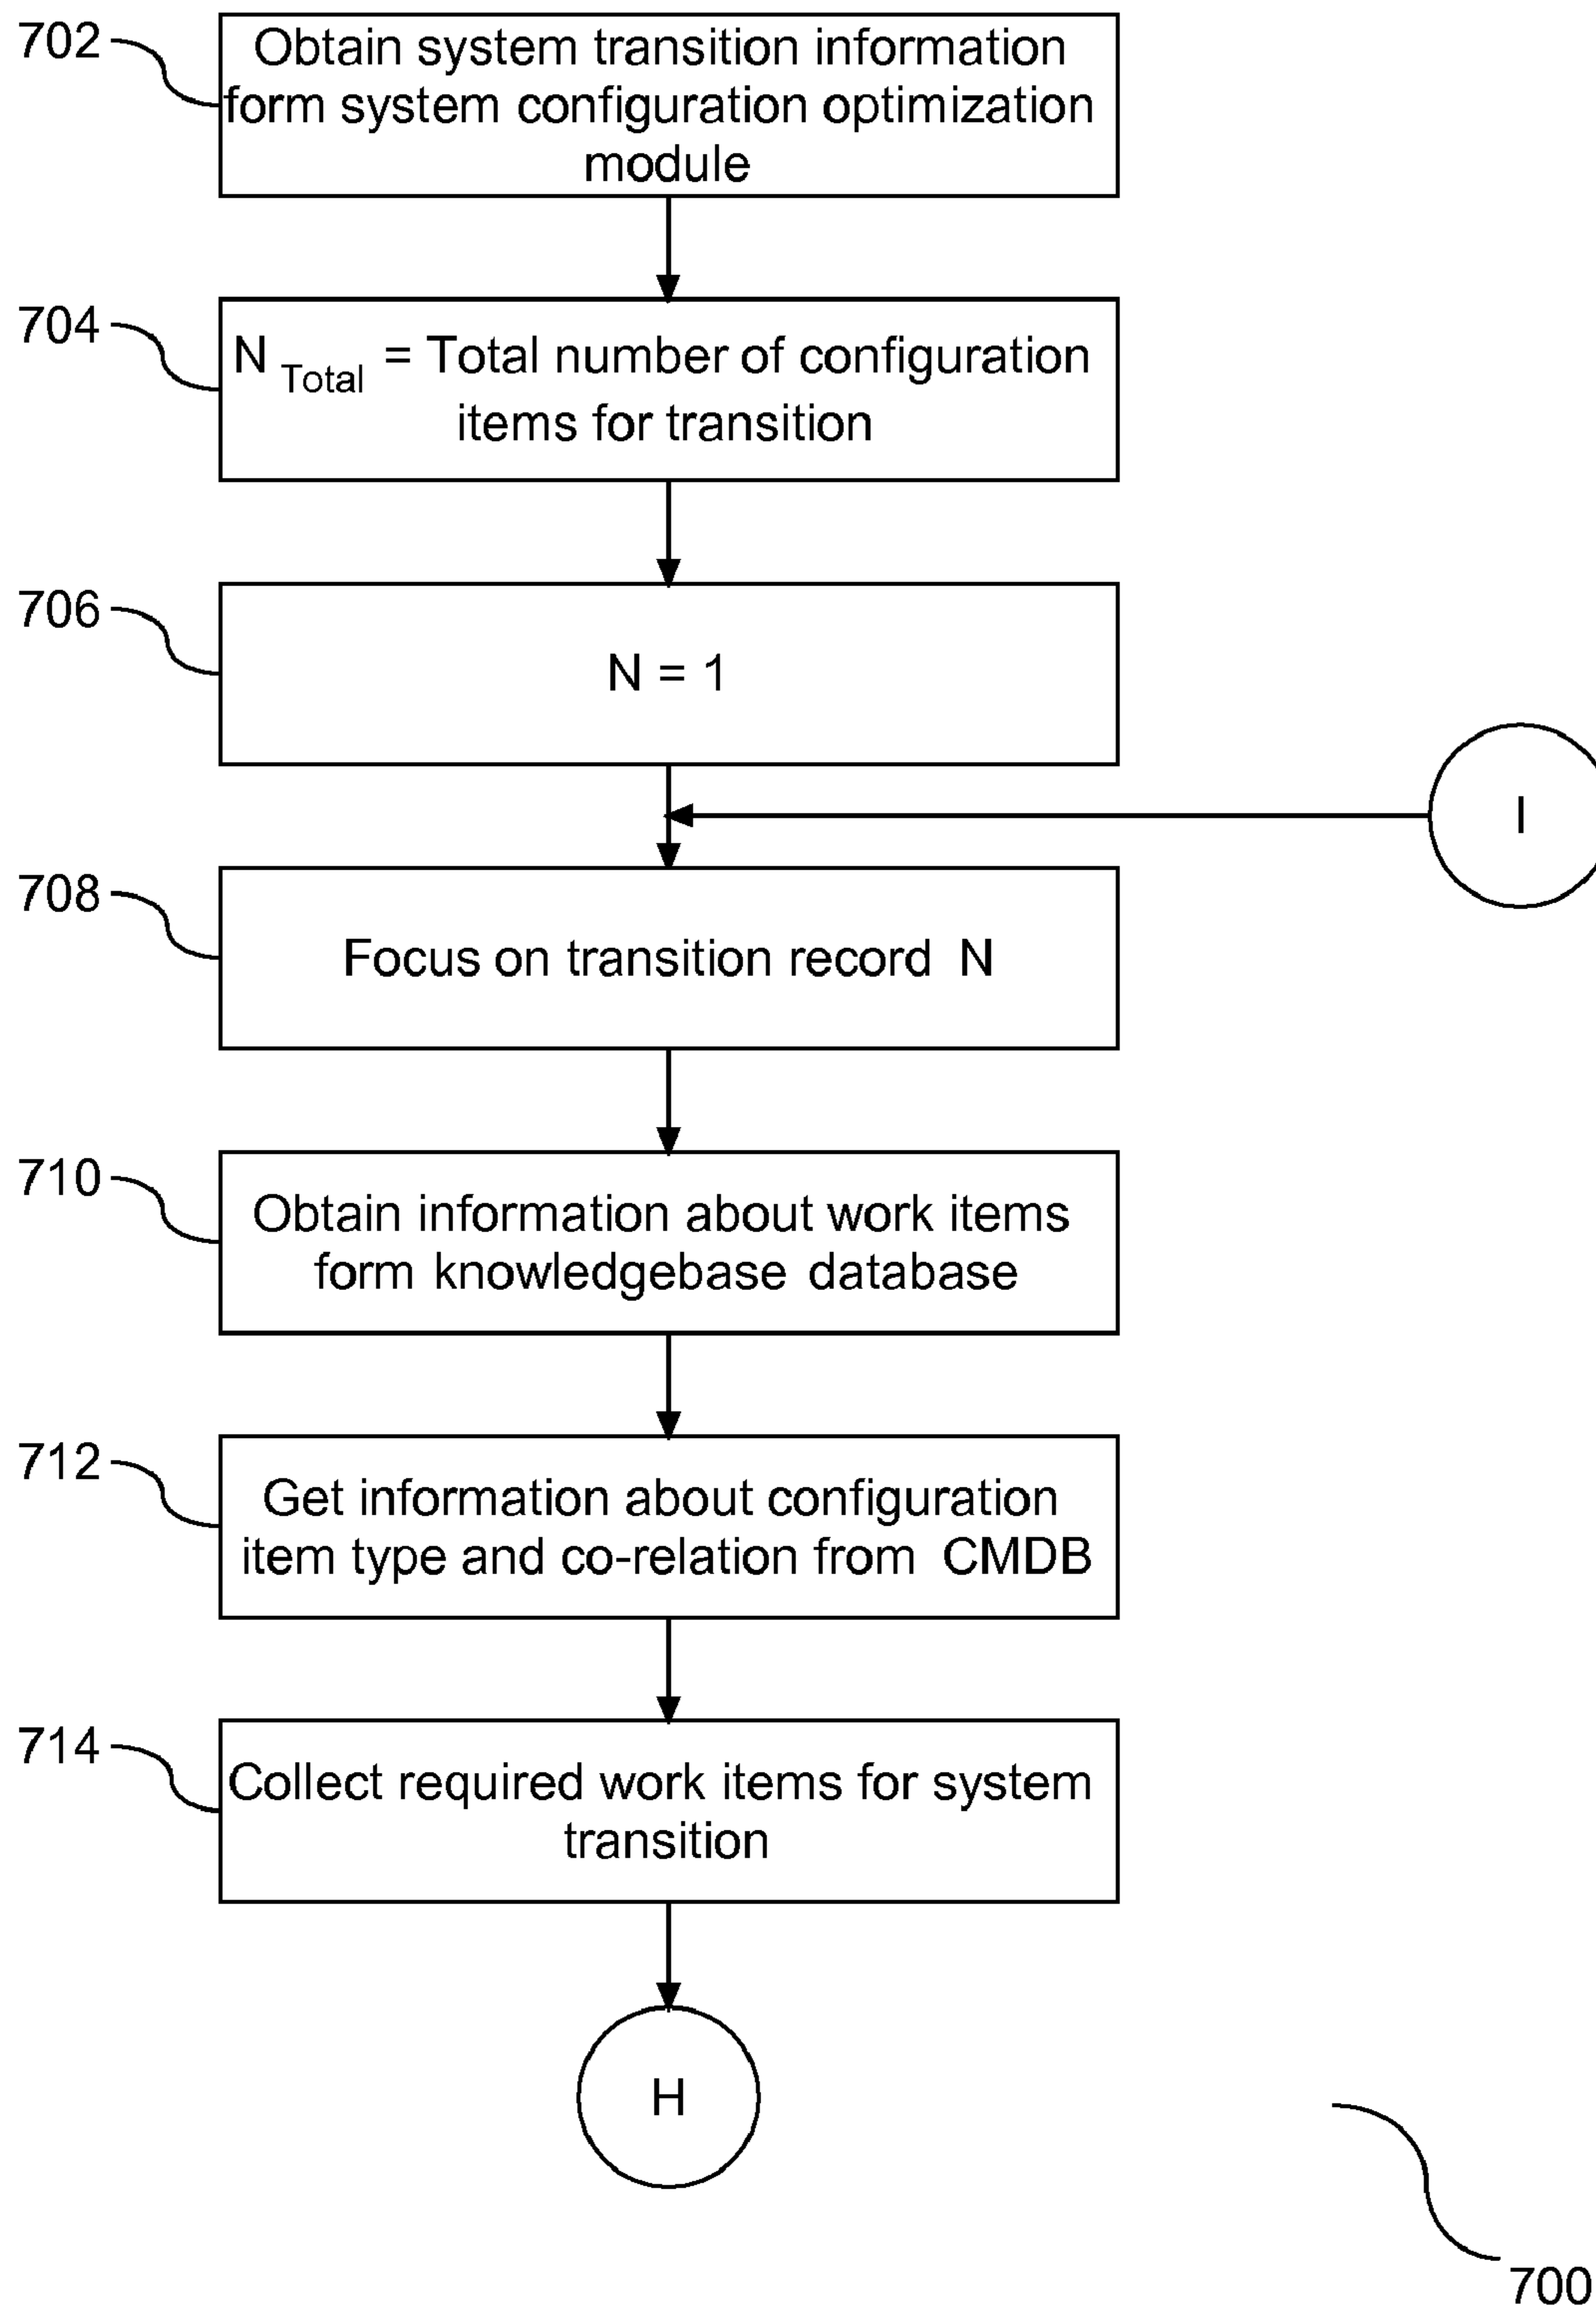 702
Obtain system transition information
form system configuration optimization
module
704
N Total = Total number of configuration
items for transition
706
N = 1
I
708
Focus on transition record N
710
Obtain information about work items
form knowledgebase database
712
Get information about configuration
item type and co-relation from CMDB
714
Collect required work items for system
transition
H
700